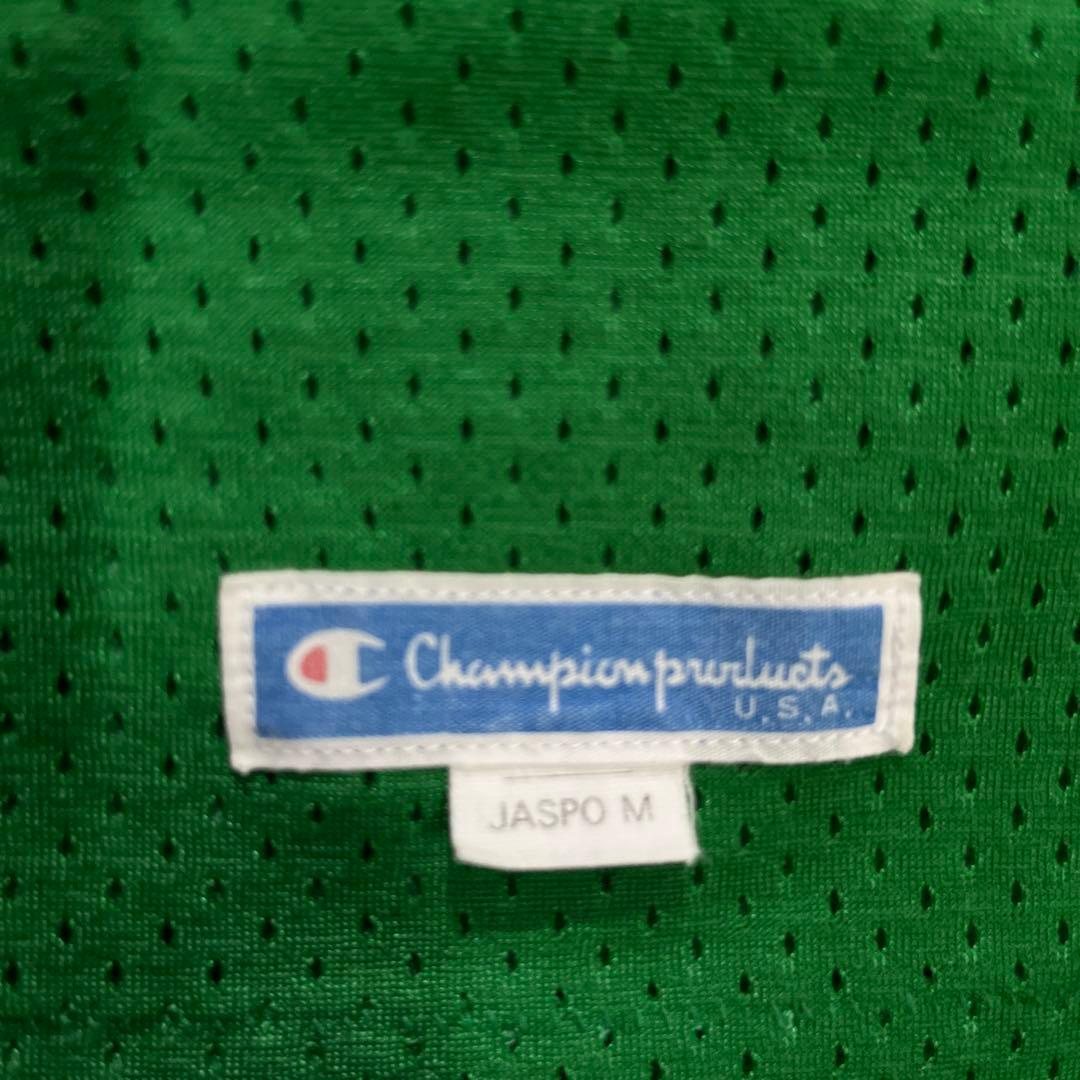 Champion products
U.S.A.
JASPO M